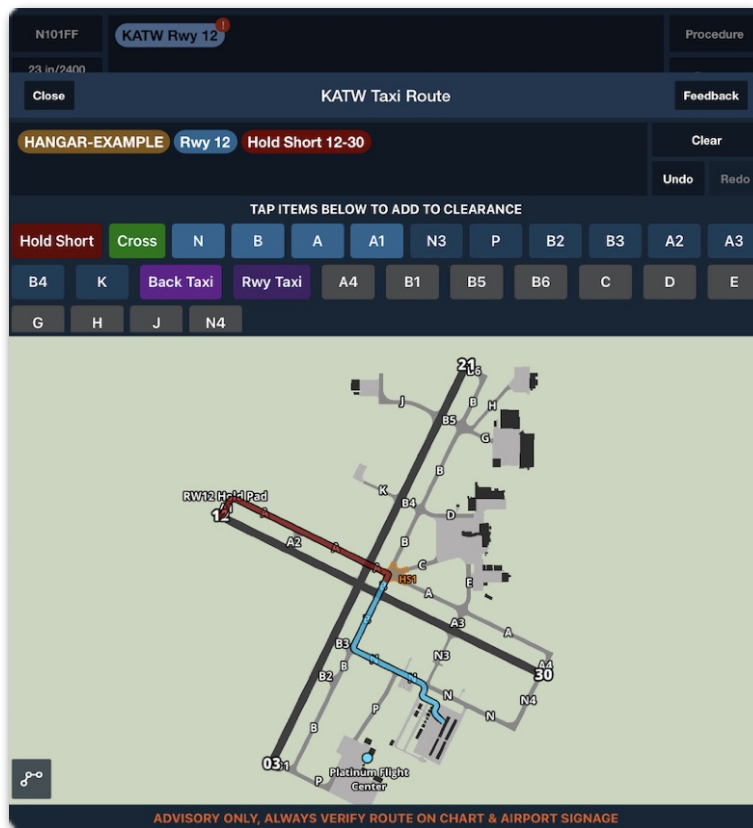 N101FF
KATW Rwy 12
!
Procedure
23 in/2400
Close
KATW Taxi Route
Feedback
HANGAR-EXAMPLE Rwy 12 Hold Short 12-30
Clear
Undo Redo
TAP ITEMS BELOW TO ADD TO CLEARANCE
Hold Short Cross N B A A1 N3 P B2 B3 A2 A3
B4 K Back Taxi Rwy Taxi A4 B1 B5 B6 C D E
G H J N4
21
B
H
J
B5
G
B
K
RW12 Hold Pad
B4
12
A
D
A2
A
B
C
A
HS1
E
A
B
A3
A
B3
N3
B
N
A4
B2
N
30
N
P
N
N4
B
03
Platinum Flight
Center
P
ADVISORY ONLY, ALWAYS VERIFY ROUTE ON CHART & AIRPORT SIGNAGE